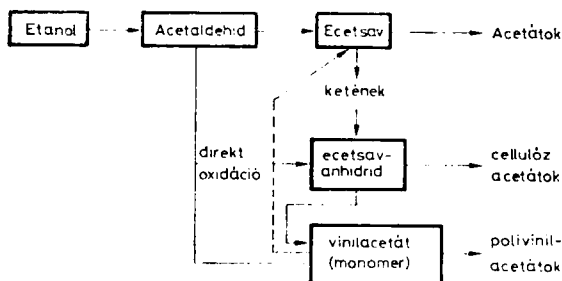 Etanol
Acetaldehid
Ecetsav
Acetátok
ketének
direkt
oxidáció
ecetsav-
anhidrid
cellulóz
acetátok
vinilacetát
(monomer)
polivinil-
acetátok